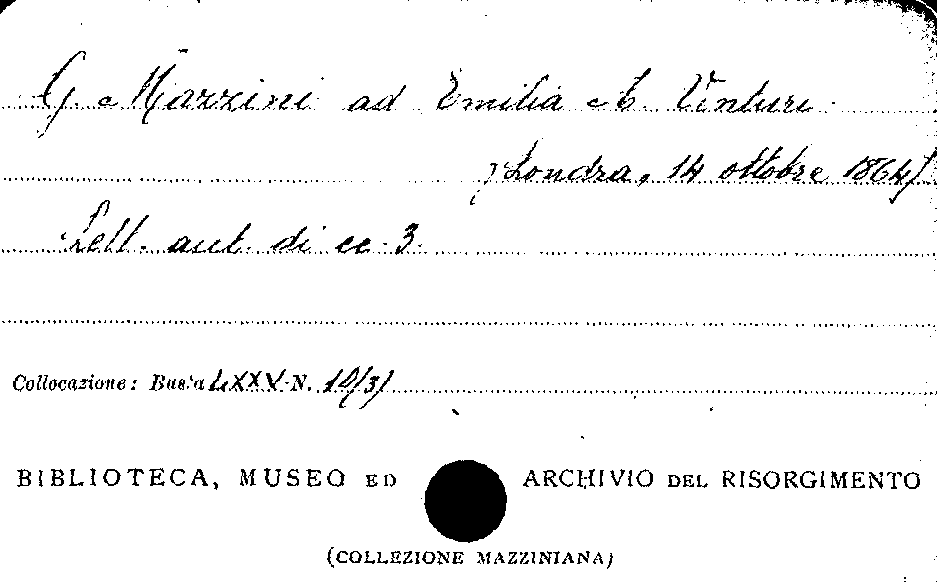 G. Mazzini ad Emilia A. Venturi
[Londra, 14 ottobre 1864]
Lett. aut. di cc. 3.
Collocazione: Busta LXXV N. 10(3)
BIBLIOTECA, MUSEO ED ARCHIVIO DEL RISORGIMENTO
(COLLEZIONE MAZZINIANA)